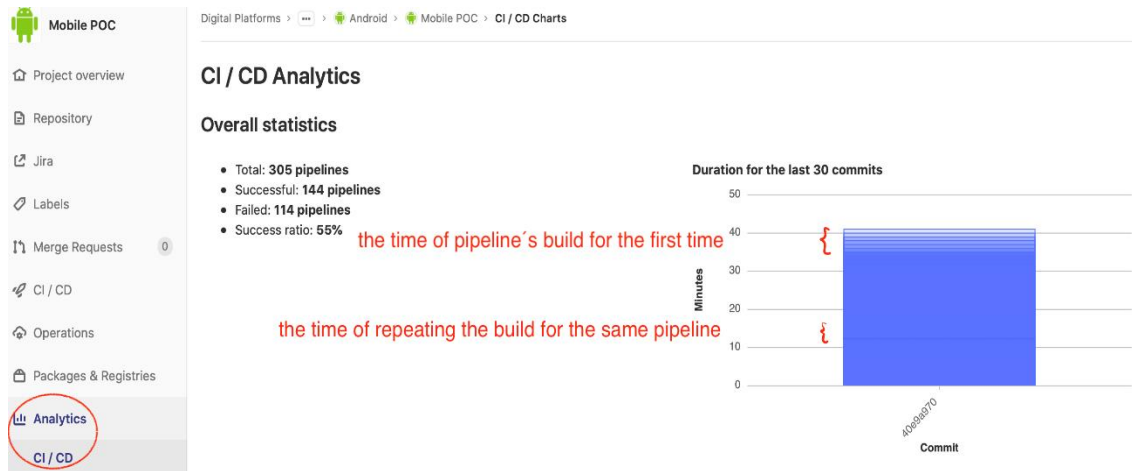 Mobile POC
Digital Platforms > ... > Android > Mobile POC > CI / CD Charts
Project overview
Repository
Jira
Labels
Merge Requests 0
CI / CD
Operations
Packages & Registries
Analytics
CI / CD
CI / CD Analytics
Overall statistics
• Total: 305 pipelines
• Successful: 144 pipelines
• Failed: 114 pipelines
• Success ratio: 55%
the time of pipeline´s build for the first time
the time of repeating the build for the same pipeline
Duration for the last 30 commits
Minutes
50
40
30
20
10
0
40e9a970
Commit